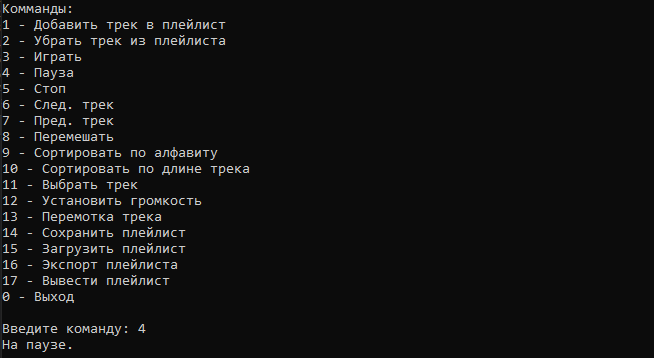 Комманды:
1 - Добавить трек в плейлист
2 - Убрать трек из плейлиста
3 - Играть
4 - Пауза
5 - Стоп
6 - След. трек
7 - Пред. трек
8 - Перемешать
9 - Сортировать по алфавиту
10 - Сортировать по длине трека
11 - Выбрать трек
12 - Установить громкость
13 - Перемотка трека
14 - Сохранить плейлист
15 - Загрузить плейлист
16 - Экспорт плейлиста
17 - Вывести плейлист
0 - Выход
Введите команду: 4
На паузе.